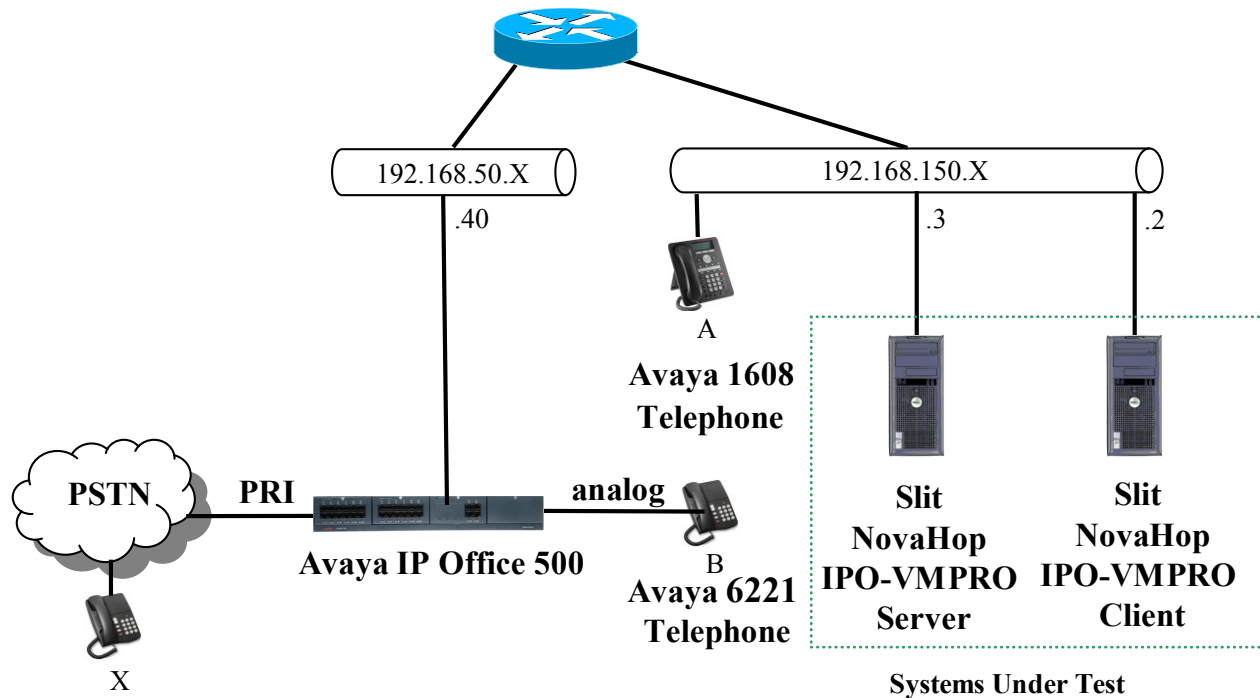 192.168.50.X
192.168.150.X
.40
.3
.2
A
Avaya 1608
Telephone
PSTN
PRI
analog
Avaya IP Office 500
B
Avaya 6221
Telephone
X
Slit
NovaHop
IPO-VMPRO
Server
Slit
NovaHop
IPO-VMPRO
Client
Systems Under Test